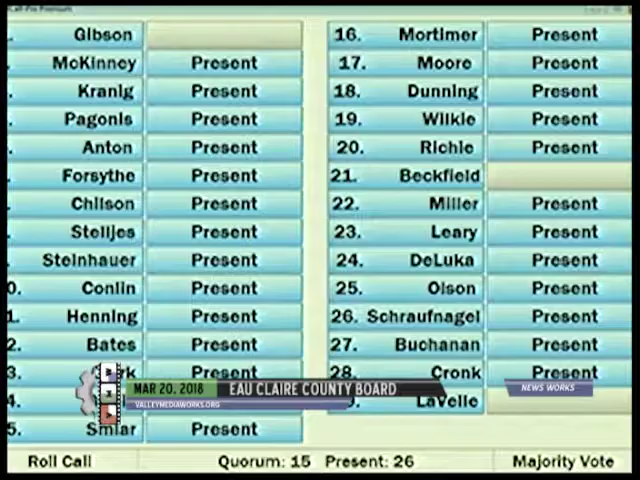 Gibson
McKinney Present
Kranig Present
Pagonis Present
Anton Present
Forsythe Present
Chilson Present
Stelljes Present
Steinhauer Present
0. Conlin Present
1. Henning Present
2. Bates Present
3. Present
4.
5. Smiar Present
16. Mortimer Present
17. Moore Present
18. Dunning Present
19. Wilkie Present
20. Richie Present
21. Beckfield
22. Miller Present
23. Leary Present
24. DeLuka Present
25. Olson Present
26. Schraufnagel Present
27. Buchanan Present
28. Cronk Present
9. LaVelle
MAR 20, 2018 EAU CLAIRE COUNTY BOARD NEWS WORKS
VALLEYMEDIAWORKS.ORG
Roll Call Quorum: 15 Present: 26 Majority Vote